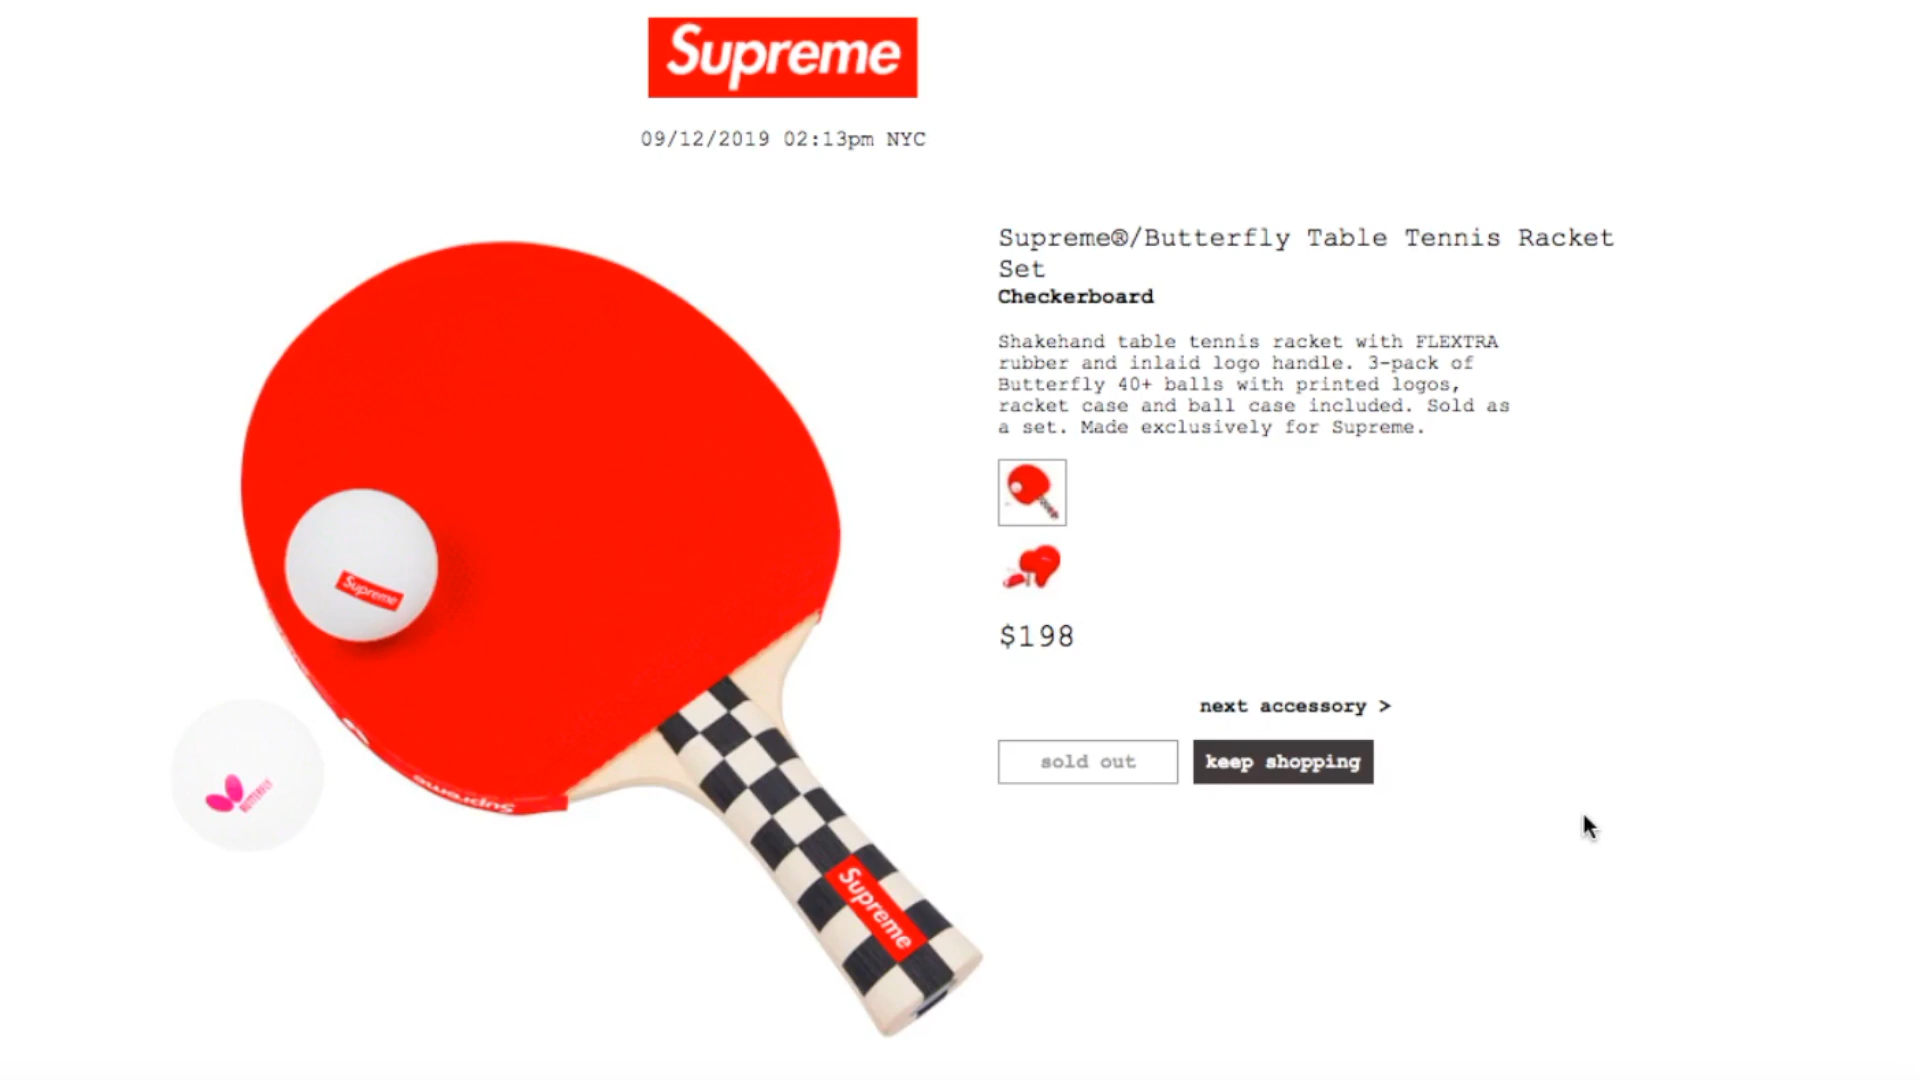 Supreme
09/12/2019 02:13pm NYC
Supreme®/Butterfly Table Tennis Racket
Set
Checkerboard
Shakehand table tennis racket with FLEXTRA
rubber and inlaid logo handle. 3-pack of
Butterfly 40+ balls with printed logos,
racket case and ball case included. Sold as
a set. Made exclusively for Supreme.
$198
next accessory >
sold out
keep shopping
Supreme
BUTTERFLY
Supreme
Supreme